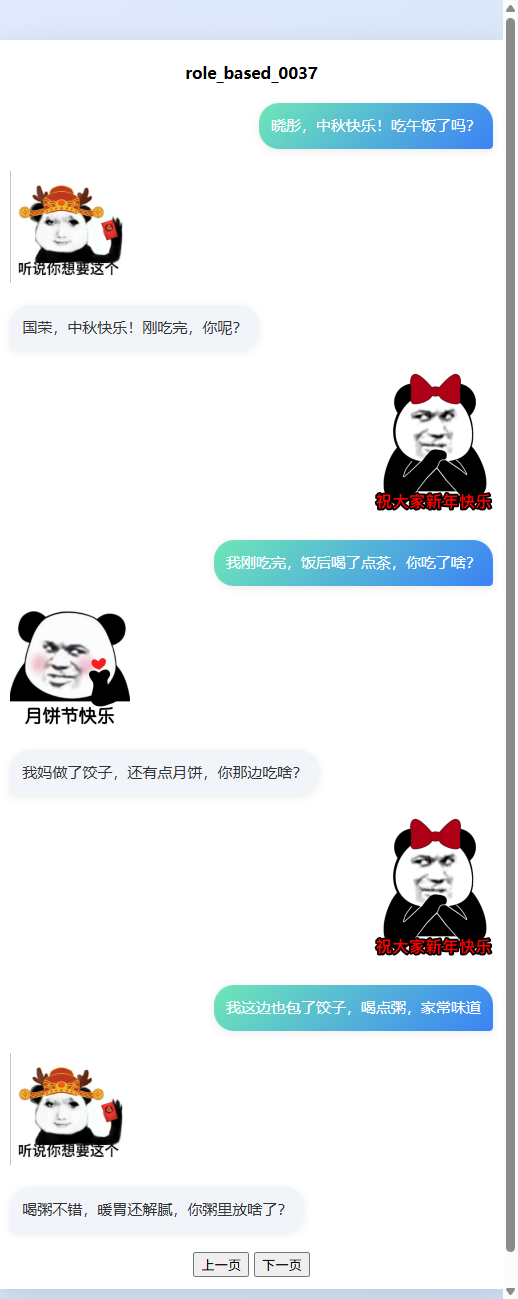 role_based_0037
晓彤，中秋快乐！吃午饭了吗？
听说你想要这个
国荣，中秋快乐！刚吃完，你呢？
祝大家新年快乐
我刚吃完，饭后喝了点茶，你吃了啥？
月饼节快乐
我妈做了饺子，还有点月饼，你那边吃啥？
祝大家新年快乐
我这边也包了饺子，喝点粥，家常味道
听说你想要这个
喝粥不错，暖胃还解腻，你粥里放啥了？
上一页 下一页